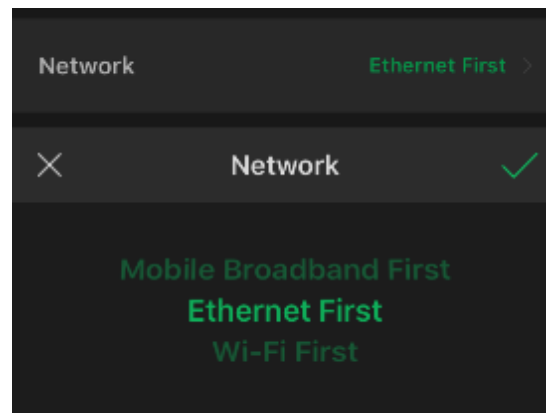 Network Ethernet First
Network
Mobile Broadband First
Ethernet First
Wi-Fi First